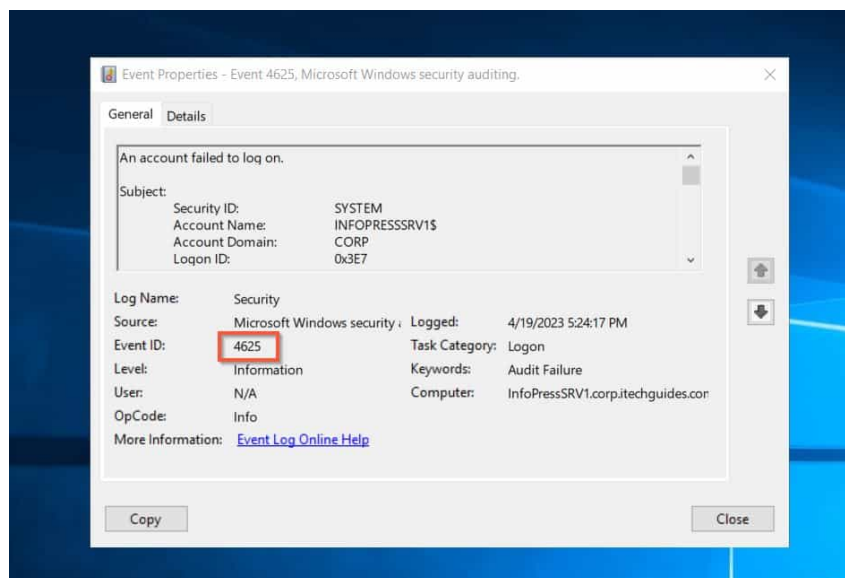 Event Properties - Event 4625, Microsoft Windows security auditing.
General Details
An account failed to log on.
Subject:
Security ID: SYSTEM
Account Name: INFOPRESSSRV1$
Account Domain: CORP
Logon ID: 0x3E7
Log Name: Security
Source: Microsoft Windows security Logged: 4/19/2023 5:24:17 PM
Event ID: 4625 Task Category: Logon
Level: Information Keywords: Audit Failure
User: N/A Computer: InfoPressSRV1.corp.itechguides.cor
OpCode: Info
More Information: Event Log Online Help
Copy Close